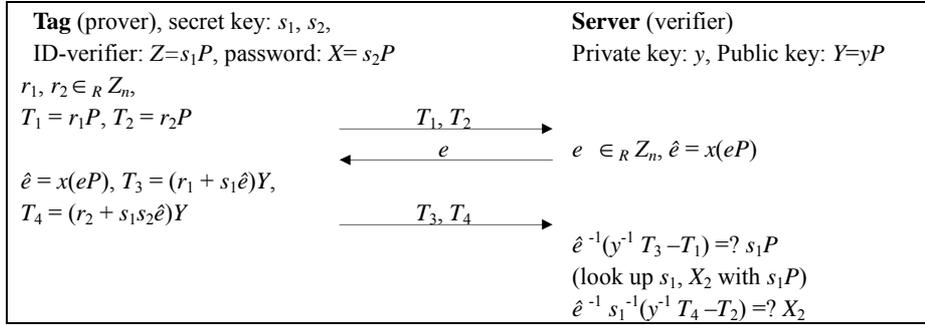 Tag (prover), secret key: s₁, s₂, Server (verifier)
ID-verifier: Z=s₁P, password: X= s₂P Private key: y, Public key: Y=yP
r₁, r₂ ∈ R Zₙ,
T₁ = r₁P, T₂ = r₂P T₁, T₂
e e ∈ R Zₙ, ê = x(eP)
ê = x(eP), T₃ = (r₁ + s₁ê)Y,
T₄ = (r₂ + s₁s₂ê)Y T₃, T₄
ê ⁻¹(y⁻¹ T₃ –T₁) =? s₁P
(look up s₁, X₂ with s₁P)
ê ⁻¹ s₁⁻¹(y⁻¹ T₄ –T₂) =? X₂